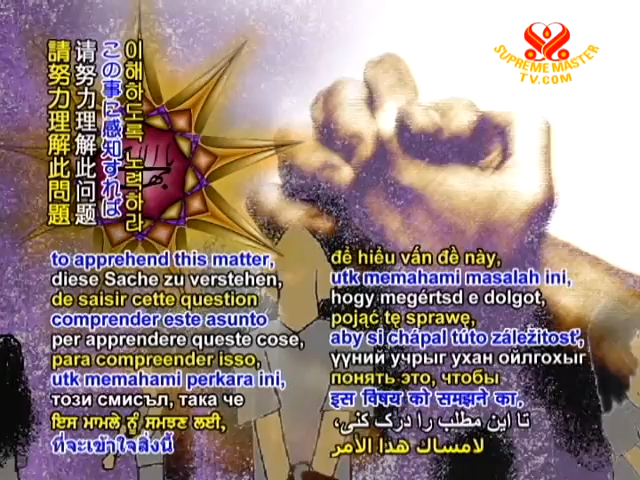 SUPREME MASTER
TV.COM
請努力理解此問題
请努力理解此问题
この事に感知すれば
이해하도록 노력하라
to apprehend this matter,
diese Sache zu verstehen,
de saisir cette question
comprender este asunto
per apprendere queste cose,
para compreender isso,
utk memahami perkara ini,
този смисъл, така че
ਇਸ ਮਾਮਲੇ ਨੂੰ ਸਮਝਣ ਲਈ,
ที่จะเข้าใจสิ่งนี้
để hiểu vấn đề này,
utk memahami masalah ini,
hogy megértsd e dolgot,
pojąć tę sprawę,
aby si chápal túto záležitosť,
үүний учрыг ухан ойлгохыг
понять это, чтобы
इस विषय को समझने का,
تا این مطلب را درک کنی،
لامساك هذا الأمر